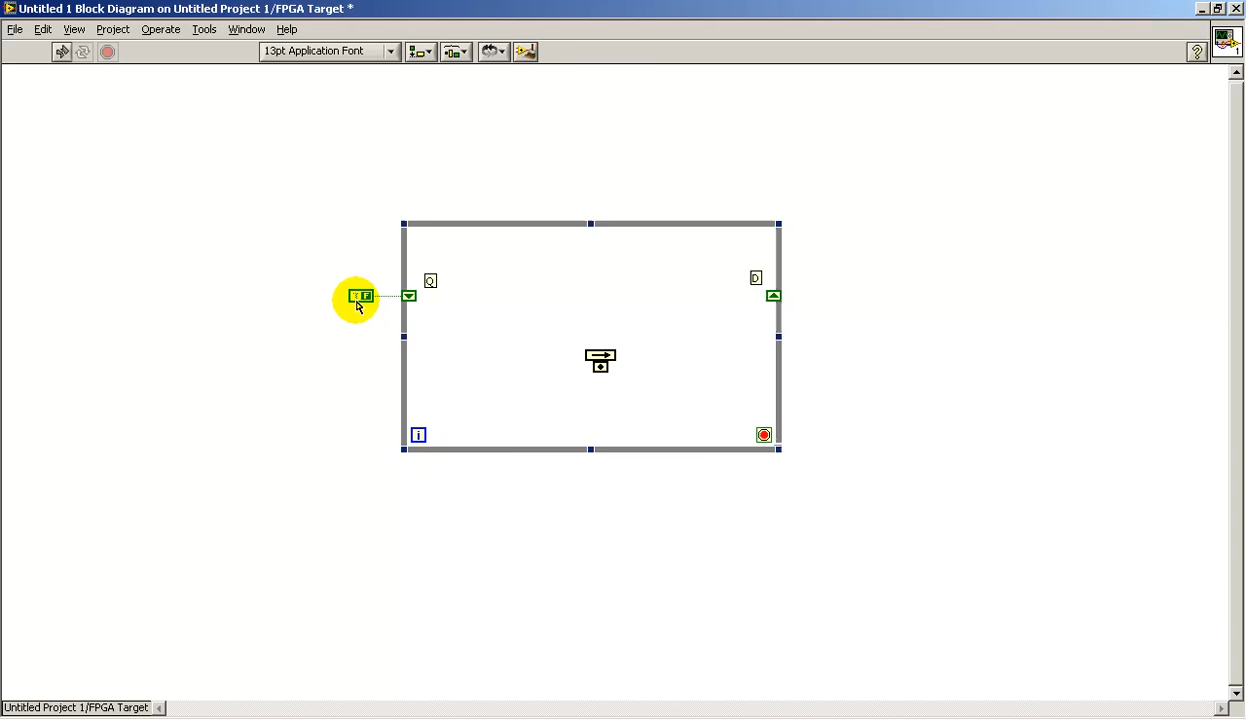 Untitled 1 Block Diagram on Untitled Project 1/FPGA Target *
File Edit View Project Operate Tools Window Help
13pt Application Font
?
1
Q
D
F
i
Untitled Project 1/FPGA Target